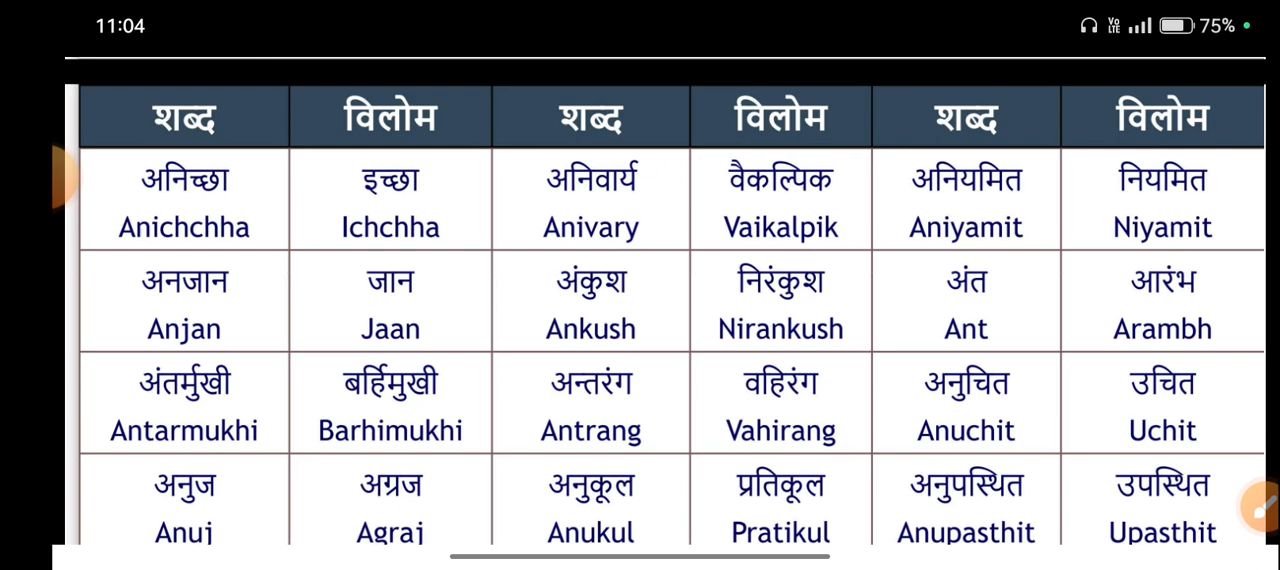 11:04
Vo LTE 75%
शब्द विलोम शब्द विलोम शब्द विलोम
अनिच्छा इच्छा अनिवार्य वैकल्पिक अनियमित नियमित
Anichchha Ichchha Anivary Vaikalpik Aniyamit Niyamit
अनजान जान अंकुश निरंकुश अंत आरंभ
Anjan Jaan Ankush Nirankush Ant Arambh
अंतर्मुखी बर्हिमुखी अन्तरंग वहिरंग अनुचित उचित
Antarmukhi Barhimukhi Antrang Vahirang Anuchit Uchit
अनुज अग्रज अनुकूल प्रतिकूल अनुपस्थित उपस्थित
Anuj Agraj Anukul Pratikul Anupasthit Upasthit